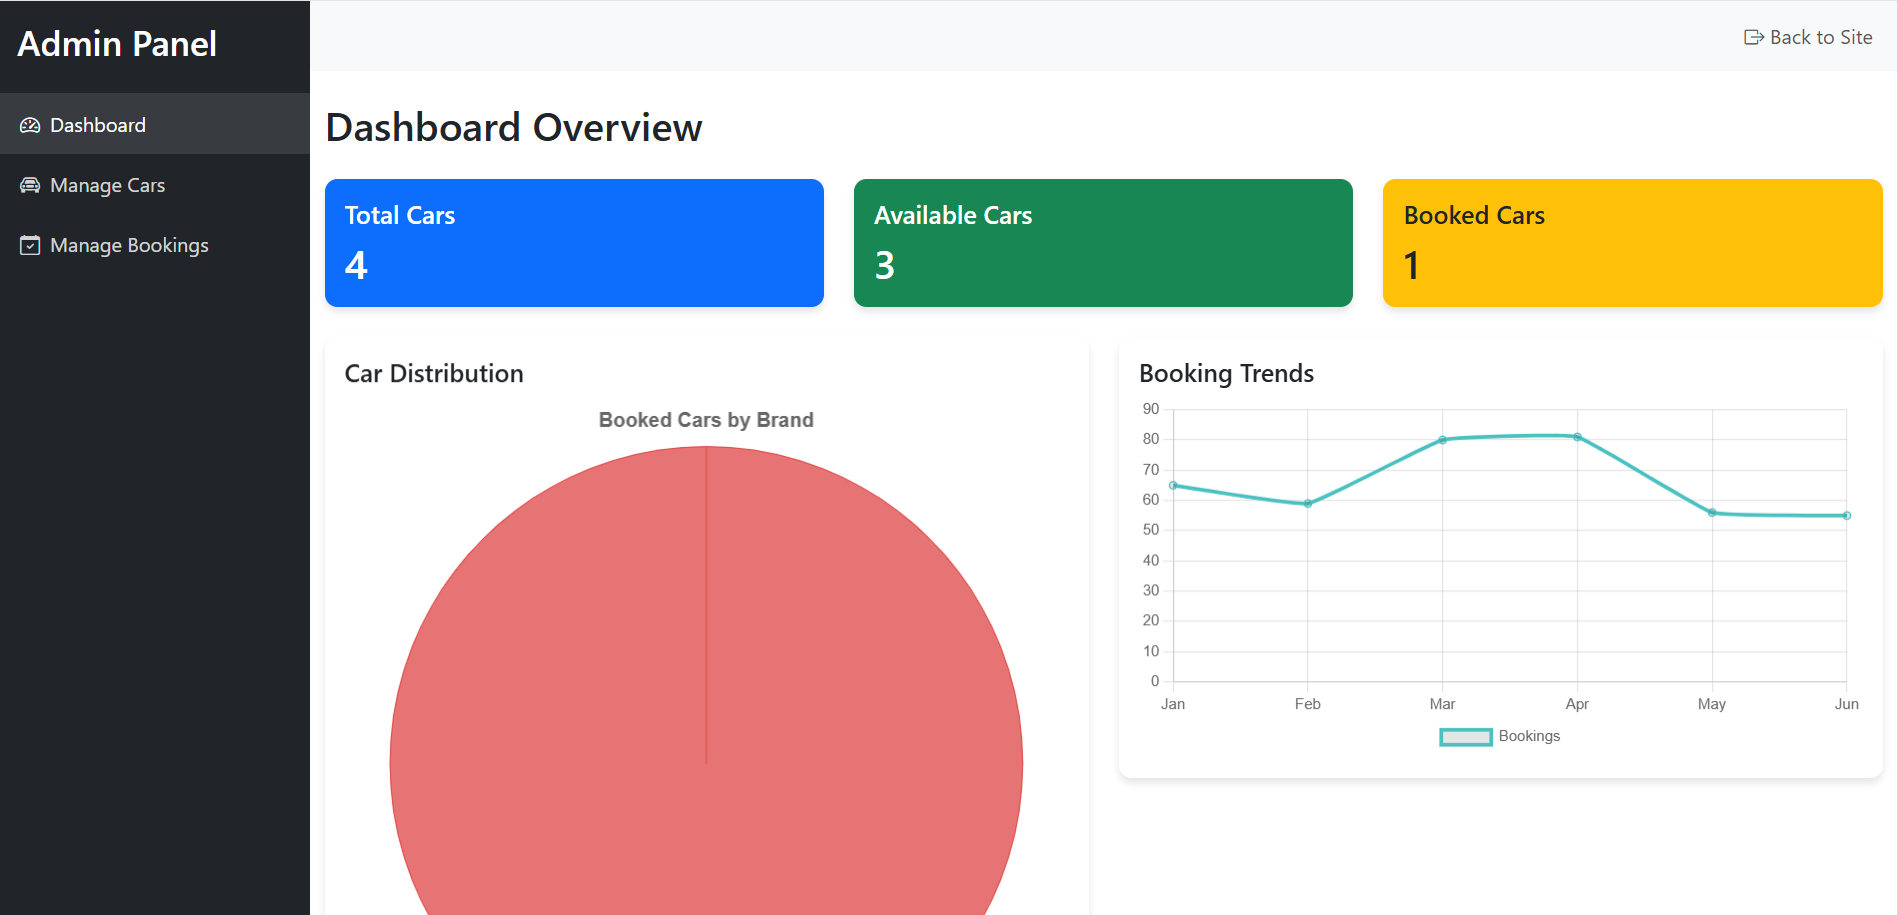 Admin Panel
Back to Site
Dashboard
Manage Cars
Manage Bookings
Dashboard Overview
Total Cars
4
Available Cars
3
Booked Cars
1
Car Distribution
Booked Cars by Brand
Booking Trends
90
80
70
60
50
40
30
20
10
0
Jan Feb Mar Apr May Jun
Bookings